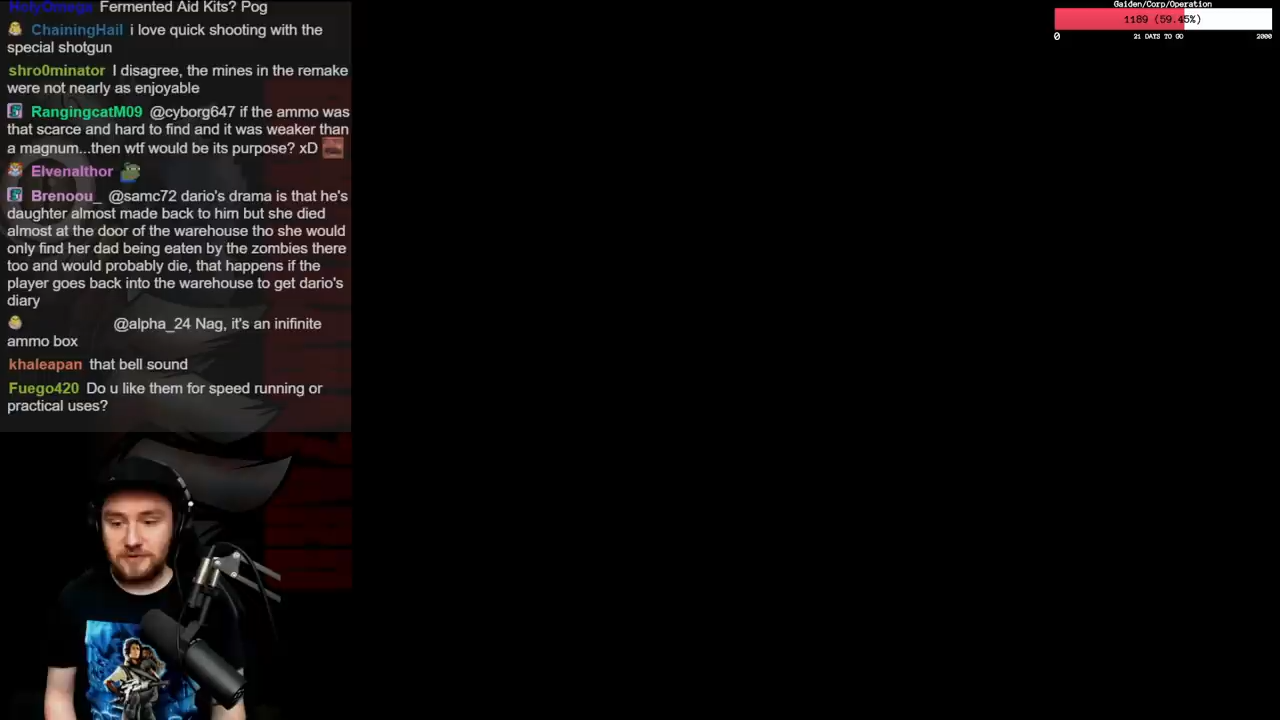 HolyOmega Fermented Aid Kits? Pog
ChainingHail i love quick shooting with the
special shotgun
shro0minator I disagree, the mines in the remake
were not nearly as enjoyable
RangingcatM09 @cyborg647 if the ammo was
that scarce and hard to find and it was weaker than
a magnum...then wtf would be its purpose? xD
Elvenalthor
Brenoou_ @samc72 dario's drama is that he's
daughter almost made back to him but she died
almost at the door of the warehouse tho she would
only find her dad being eaten by the zombies there
too and would probably die, that happens if the
player goes back into the warehouse to get dario's
diary
@alpha_24 Nag, it's an inifinite
ammo box
khaleapan that bell sound
Fuego420 Do u like them for speed running or
practical uses?
Gaiden/Corp/Operation
1189 (59.45%)
0 21 DAYS TO GO 2000